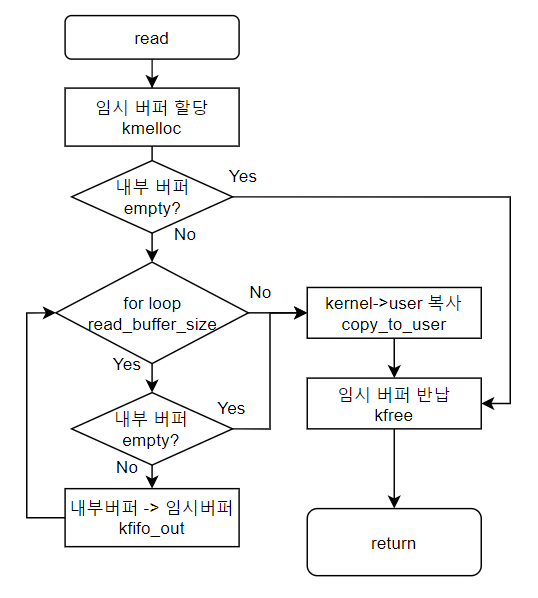 read
임시 버퍼 할당
kmelloc
내부 버퍼
empty?
Yes
No
for loop
read_buffer_size
No
Yes
kernel->user 복사
copy_to_user
내부 버퍼
empty?
Yes
No
임시 버퍼 반납
kfree
내부버퍼 -> 임시버퍼
kfifo_out
return